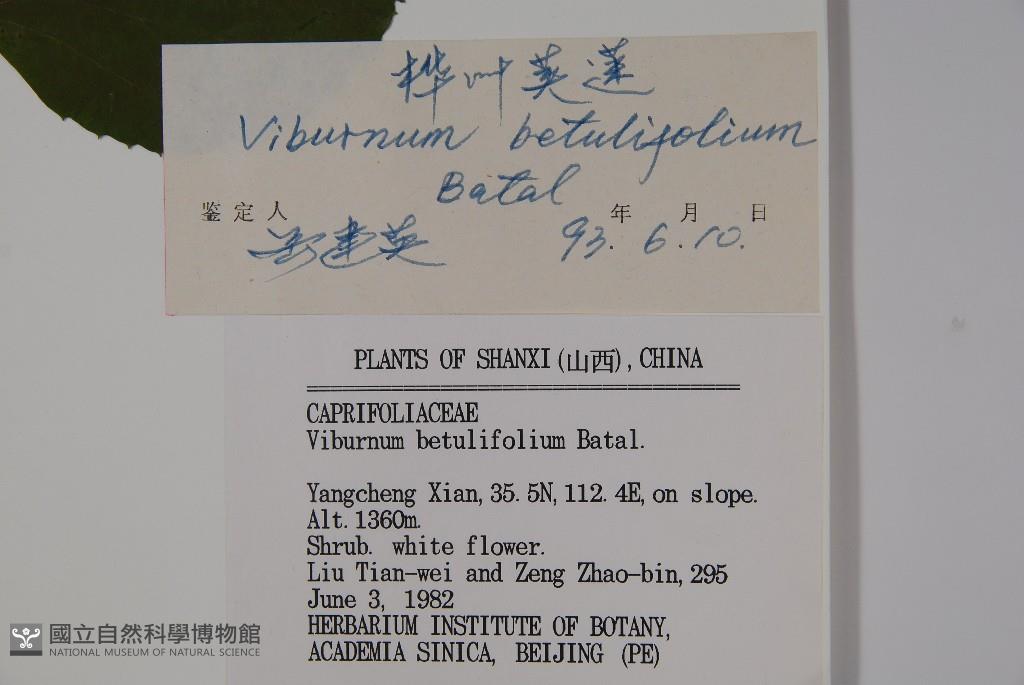 桦叶荚蒾
Viburnum betulifolium
Batal
鉴定人 年 月 日
建英 93. 6. 10.
PLANTS OF SHANXI(山西), CHINA
CAPRIFOLIACEAE
Viburnum betulifolium Batal.
Yangcheng Xian, 35. 5N, 112. 4E, on slope.
Alt. 1360m.
Shrub. white flower.
Liu Tian-wei and Zeng Zhao-bin, 295
June 3, 1982
HERBARIUM INSTITUTE OF BOTANY,
ACADEMIA SINICA, BEIJING (PE)
國立自然科學博物館
NATIONAL MUSEUM OF NATURAL SCIENCE